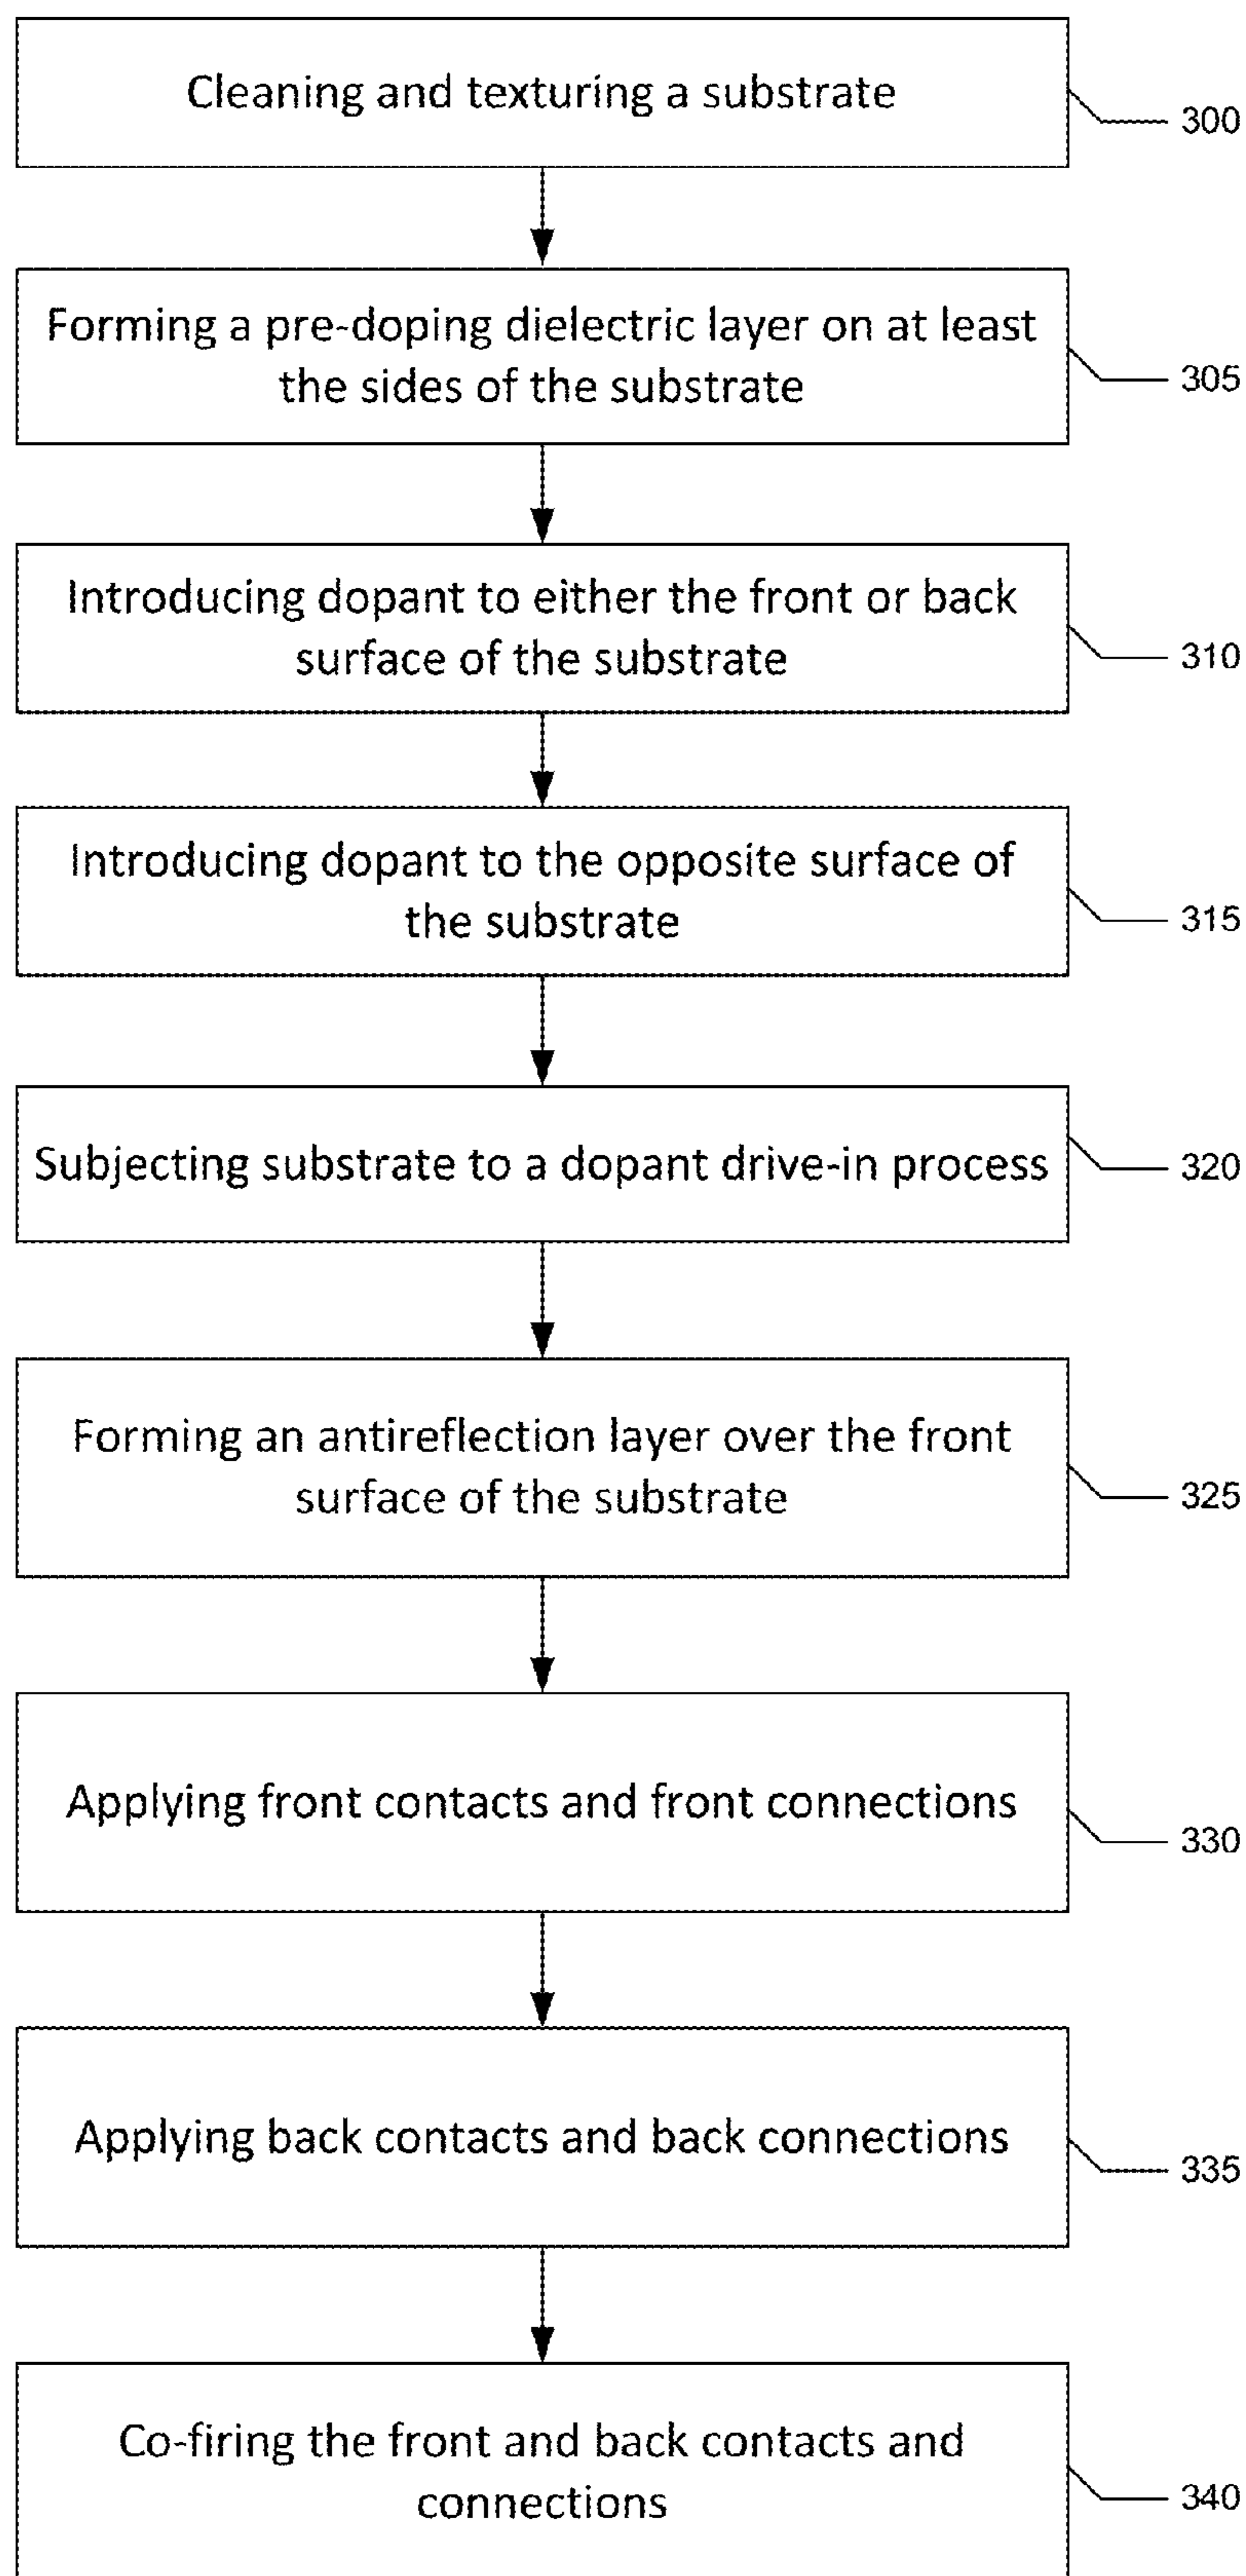 Cleaning and texturing a substrate
300
Forming a pre-doping dielectric layer on at least
the sides of the substrate
305
Introducing dopant to either the front or back
surface of the substrate
310
Introducing dopant to the opposite surface of
the substrate
315
Subjecting substrate to a dopant drive-in process
320
Forming an antireflection layer over the front
surface of the substrate
325
Applying front contacts and front connections
330
Applying back contacts and back connections
335
Co-firing the front and back contacts and
connections
340